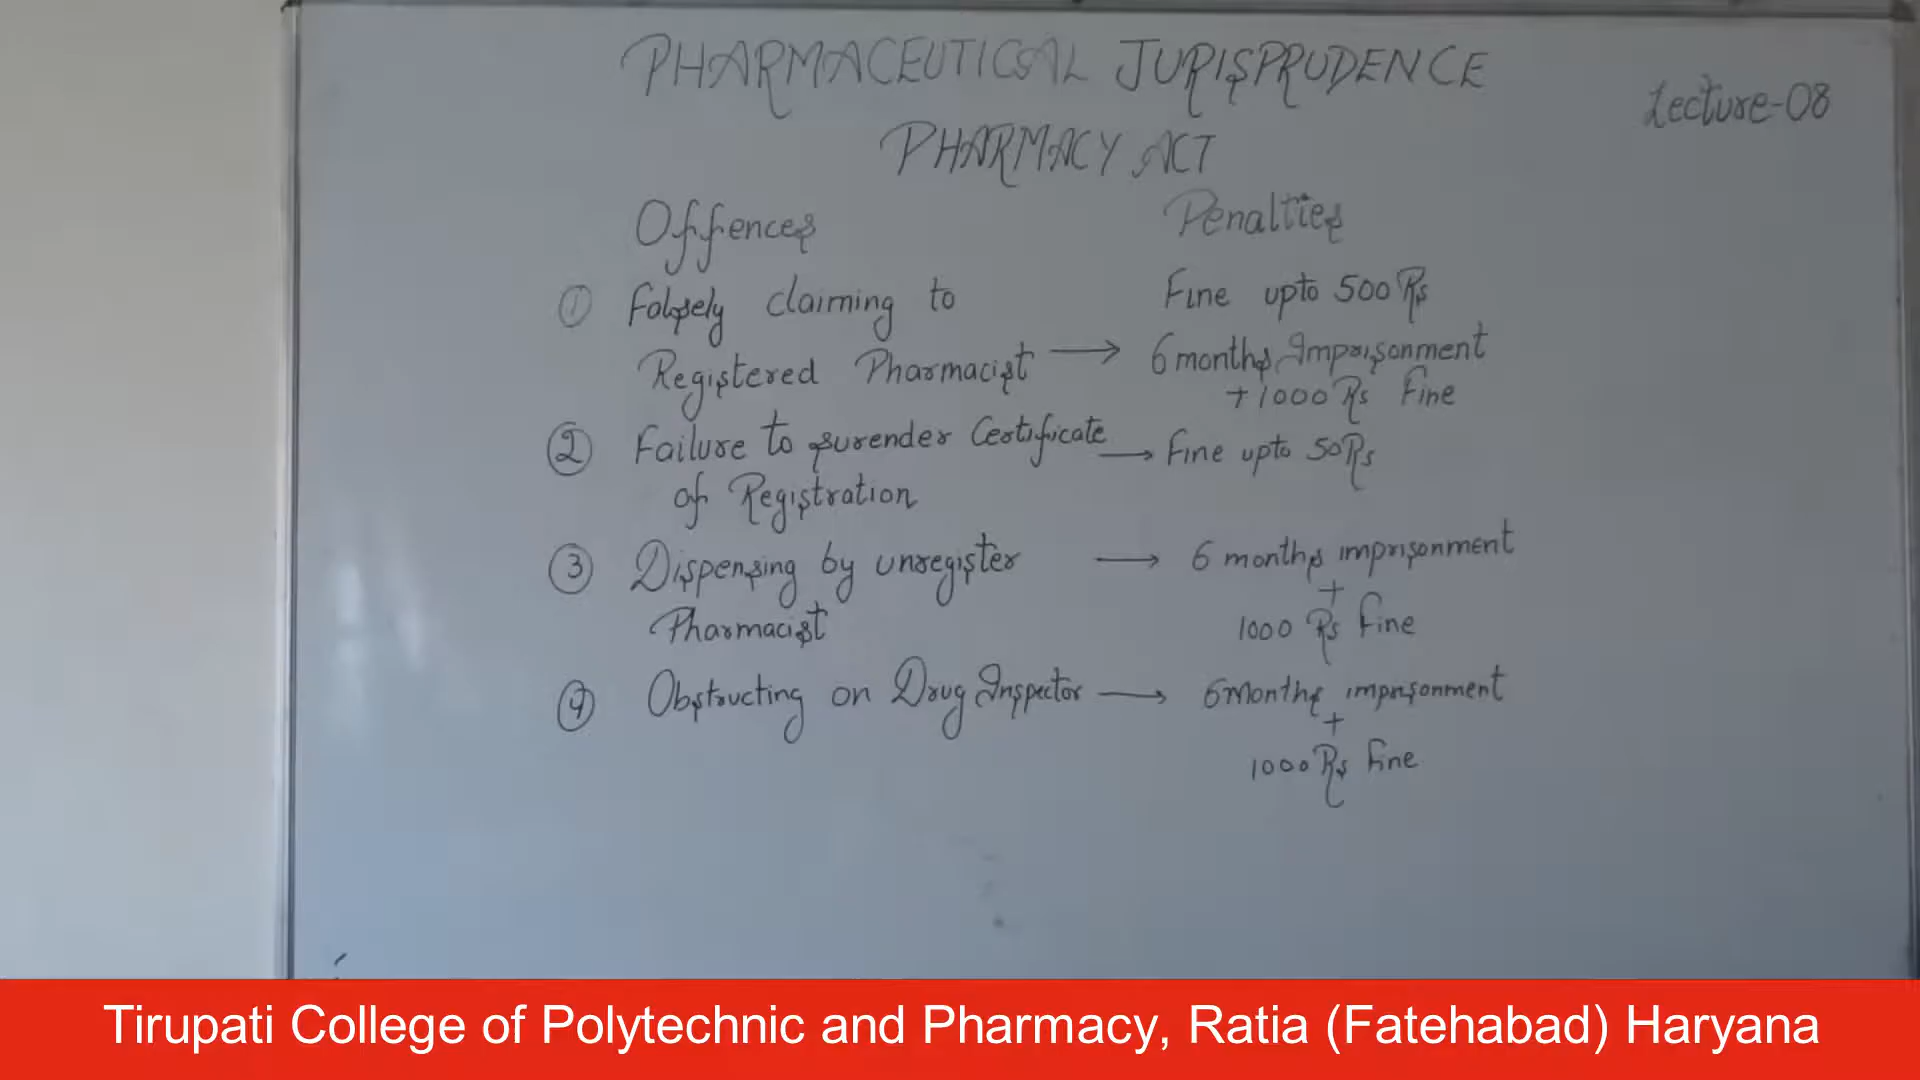 PHARMACEUTICAL JURISPRUDENCE
Lecture-08
PHARMACY ACT
Offences Penalties
① Falsely claiming to Fine upto 500 Rs
Registered Pharmacist → 6 months Imprisonment
+ 1000 Rs Fine
② Failure to surender Certificate → Fine upto 50 Rs
of Registration
③ Dispensing by unregister → 6 months imprisonment
+
Pharmacist 1000 Rs Fine
④ Obstructing on Drug Inspector → 6 Months imprisonment
+
1000 Rs Fine
Tirupati College of Polytechnic and Pharmacy, Ratia (Fatehabad) Haryana